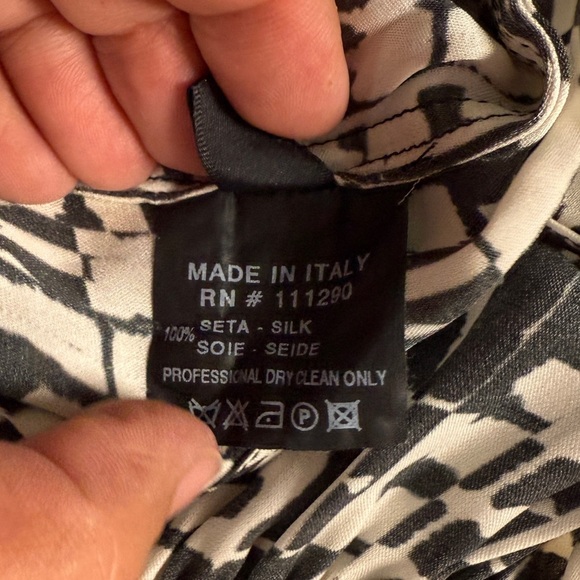 MADE IN ITALY
RN # 111290
100% SETA - SILK
SOIE - SEIDE
PROFESSIONAL DRY CLEAN ONLY
P